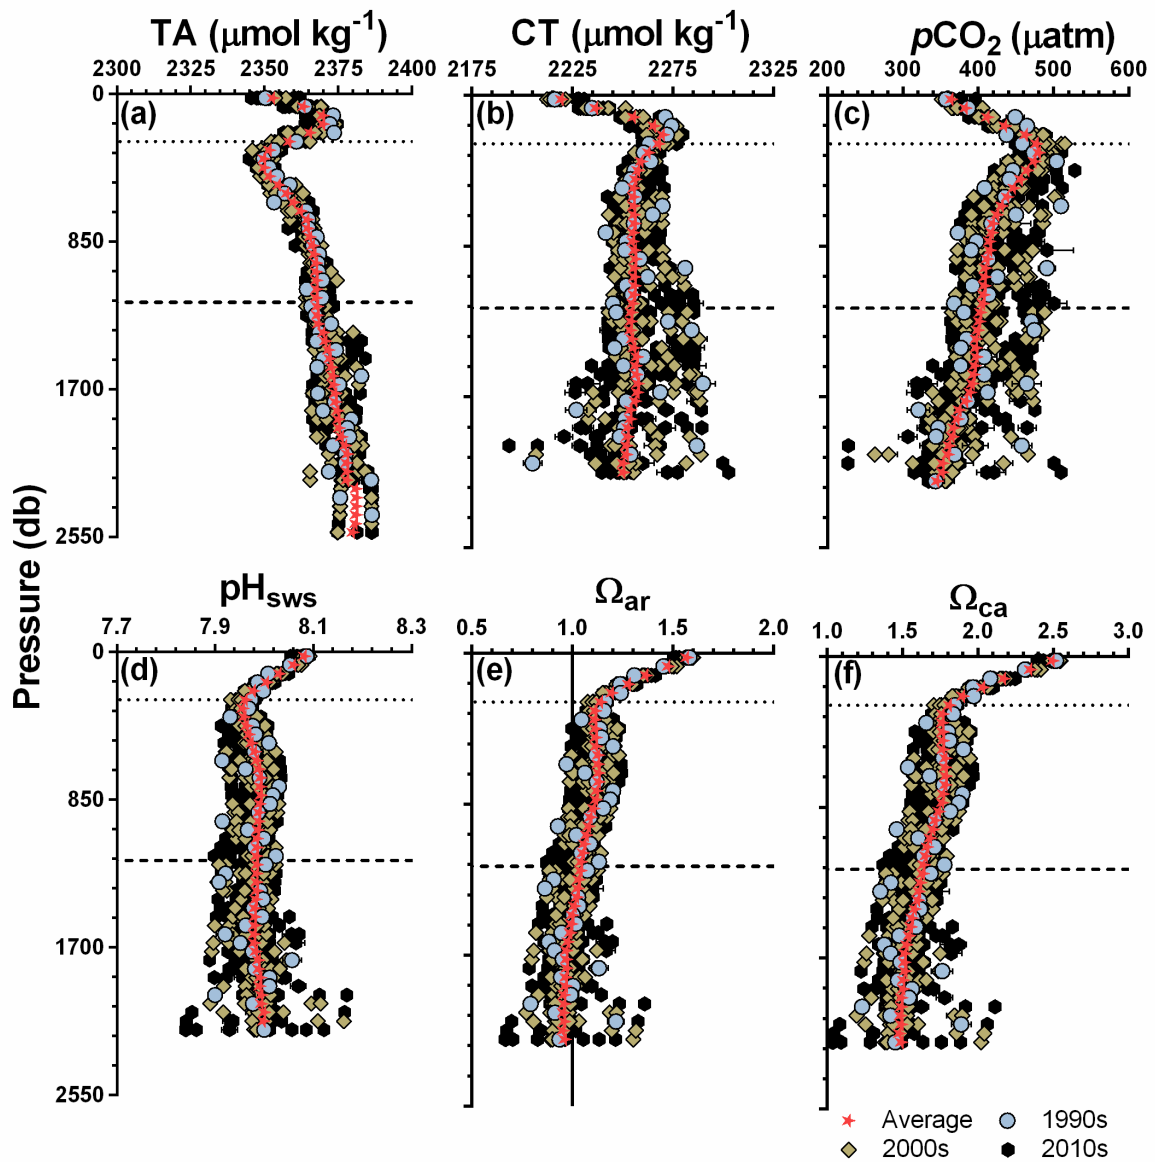 TA (μmol kg-1)
CT (μmol kg-1)
pCO2 (μatm)
2300 2325 2350 2375 2400
2175 2225 2275 2325
200 300 400 500 600
0
(a)
(b)
(c)
850
1700
2550
Pressure (db)
pHsws
Ωar
Ωca
7.7 7.9 8.1 8.3
0.5 1.0 1.5 2.0
1.0 1.5 2.0 2.5 3.0
0
(d)
(e)
(f)
850
1700
2550
Average 1990s
2000s 2010s